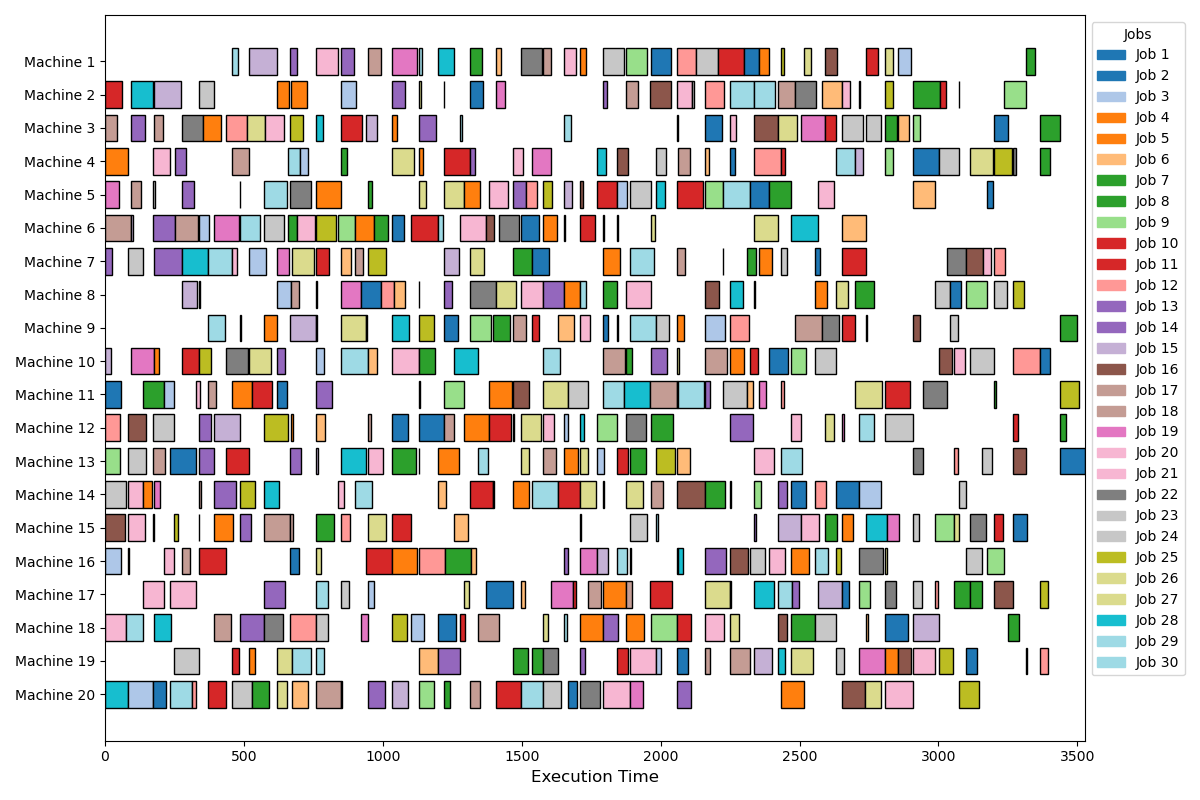 Machine 1
Machine 2
Machine 3
Machine 4
Machine 5
Machine 6
Machine 7
Machine 8
Machine 9
Machine 10
Machine 11
Machine 12
Machine 13
Machine 14
Machine 15
Machine 16
Machine 17
Machine 18
Machine 19
Machine 20
0 500 1000 1500 2000 2500 3000 3500
Execution Time
Jobs
Job 1
Job 2
Job 3
Job 4
Job 5
Job 6
Job 7
Job 8
Job 9
Job 10
Job 11
Job 12
Job 13
Job 14
Job 15
Job 16
Job 17
Job 18
Job 19
Job 20
Job 21
Job 22
Job 23
Job 24
Job 25
Job 26
Job 27
Job 28
Job 29
Job 30